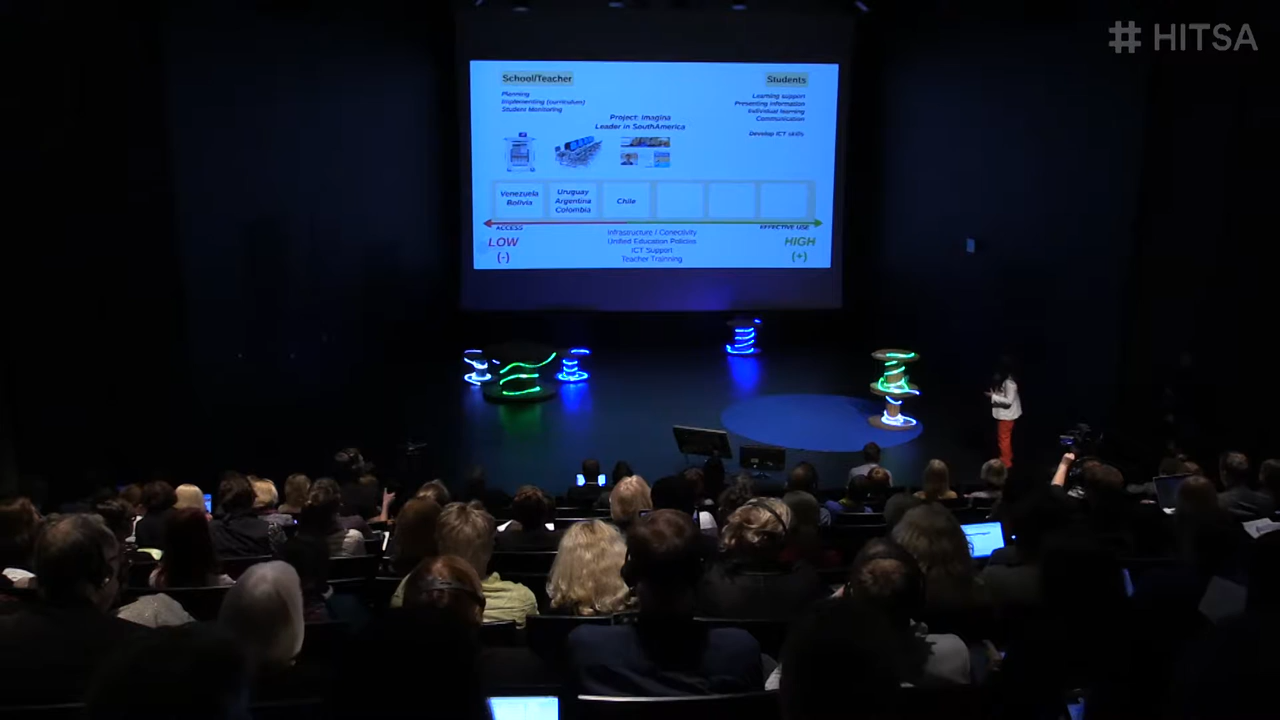 # HITSA
School/Teacher
Planning
Implementing (curriculum)
Student Monitoring
Students
Learning support
Presenting information
Individual learning
Communication
Develop ICT skills
Project: Imagina
Leader in SouthAmerica
Venezuela
Bolivia
Uruguay
Argentina
Colombia
Chile
ACCESS
LOW
(-)
Infrastructure / Conectivity
Unified Education Policies
ICT Support
Teacher Trainning
EFFECTIVE USE
HIGH
(+)